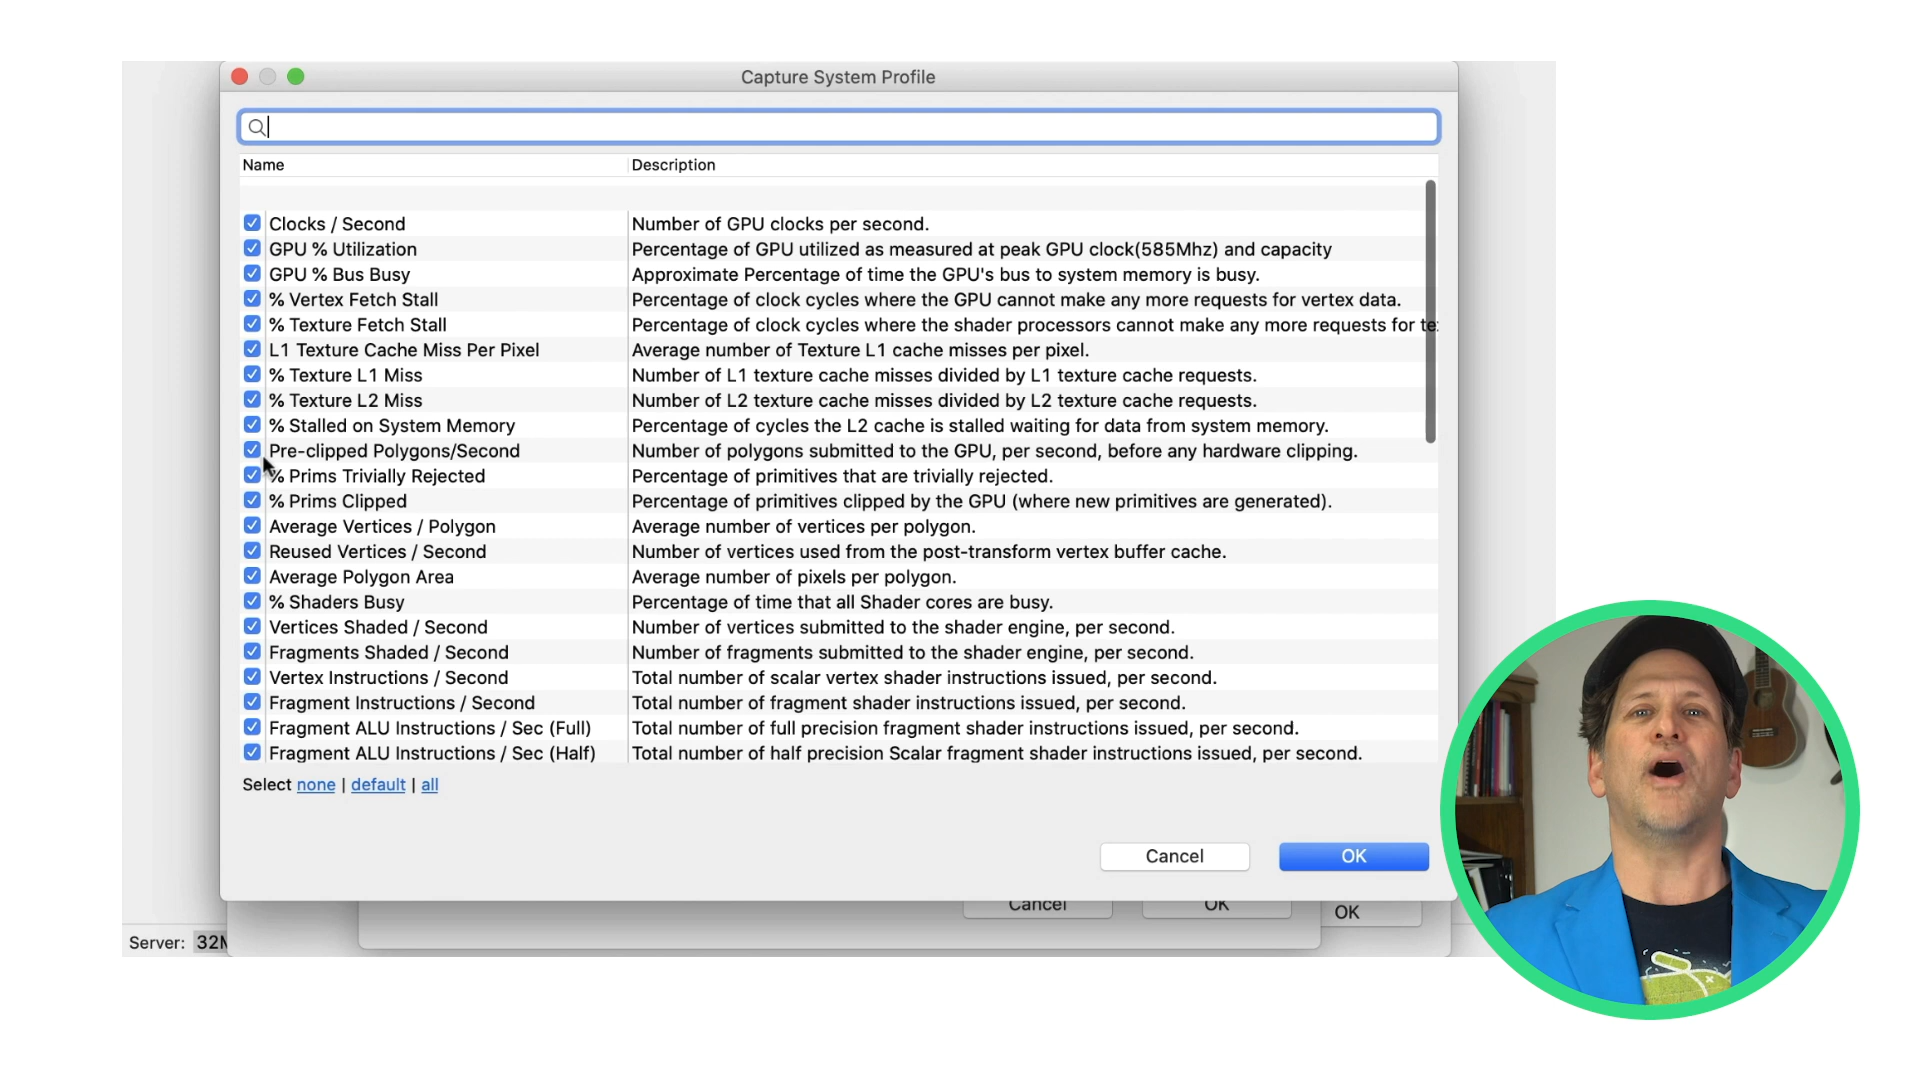 Capture System Profile
Name Description
Clocks / Second Number of GPU clocks per second.
GPU % Utilization Percentage of GPU utilized as measured at peak GPU clock(585Mhz) and capacity
GPU % Bus Busy Approximate Percentage of time the GPU's bus to system memory is busy.
% Vertex Fetch Stall Percentage of clock cycles where the GPU cannot make any more requests for vertex data.
% Texture Fetch Stall Percentage of clock cycles where the shader processors cannot make any more requests for te
L1 Texture Cache Miss Per Pixel Average number of Texture L1 cache misses per pixel.
% Texture L1 Miss Number of L1 texture cache misses divided by L1 texture cache requests.
% Texture L2 Miss Number of L2 texture cache misses divided by L2 texture cache requests.
% Stalled on System Memory Percentage of cycles the L2 cache is stalled waiting for data from system memory.
Pre-clipped Polygons/Second Number of polygons submitted to the GPU, per second, before any hardware clipping.
% Prims Trivially Rejected Percentage of primitives that are trivially rejected.
% Prims Clipped Percentage of primitives clipped by the GPU (where new primitives are generated).
Average Vertices / Polygon Average number of vertices per polygon.
Reused Vertices / Second Number of vertices used from the post-transform vertex buffer cache.
Average Polygon Area Average number of pixels per polygon.
% Shaders Busy Percentage of time that all Shader cores are busy.
Vertices Shaded / Second Number of vertices submitted to the shader engine, per second.
Fragments Shaded / Second Number of fragments submitted to the shader engine, per second.
Vertex Instructions / Second Total number of scalar vertex shader instructions issued, per second.
Fragment Instructions / Second Total number of fragment shader instructions issued, per second.
Fragment ALU Instructions / Sec (Full) Total number of full precision fragment shader instructions issued, per second.
Fragment ALU Instructions / Sec (Half) Total number of half precision Scalar fragment shader instructions issued, per second.
Select none | default | all
Cancel OK
Cancel OK OK
Server: 32M